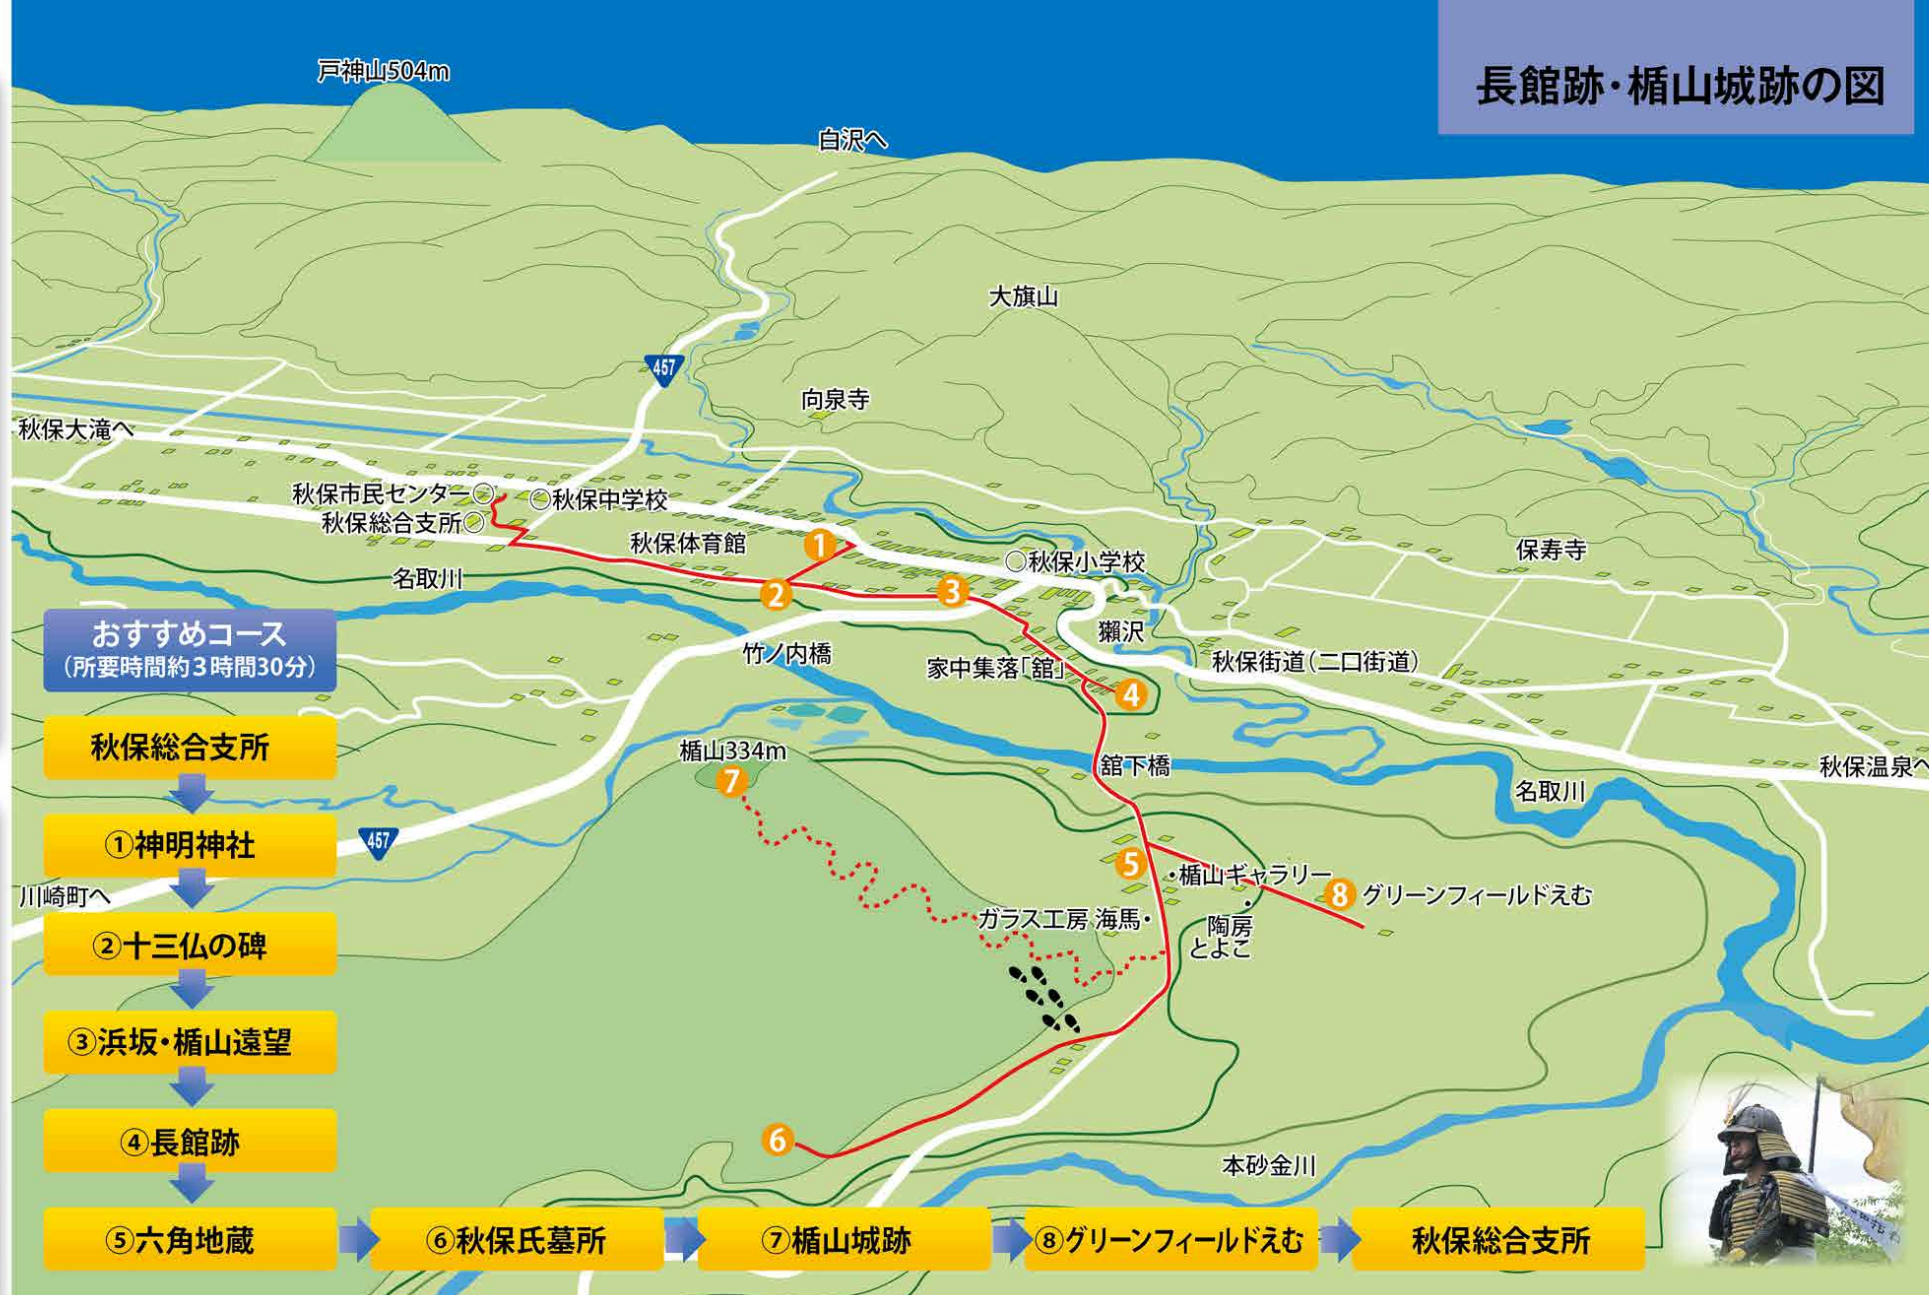 長館跡・楯山城跡の図
戸神山504m
白沢へ
大旗山
457
向泉寺
秋保大滝へ
秋保市民センター○
○秋保中学校
秋保総合支所○
秋保体育館
1
○秋保小学校
保寿寺
名取川
2
3
獺沢
竹ノ内橋
家中集落「舘」
4
秋保街道(二口街道)
おすすめコース
(所要時間約3時間30分)
楯山334m
7
舘下橋
秋保温泉へ
名取川
457
川崎町へ
5
・楯山ギャラリー
8
グリーンフィールドえむ
ガラス工房 海馬・
陶房
とよこ
6
本砂金川
秋保総合支所
①神明神社
②十三仏の碑
③浜坂・楯山遠望
④長館跡
⑤六角地蔵
⑥秋保氏墓所
⑦楯山城跡
⑧グリーンフィールドえむ
秋保総合支所